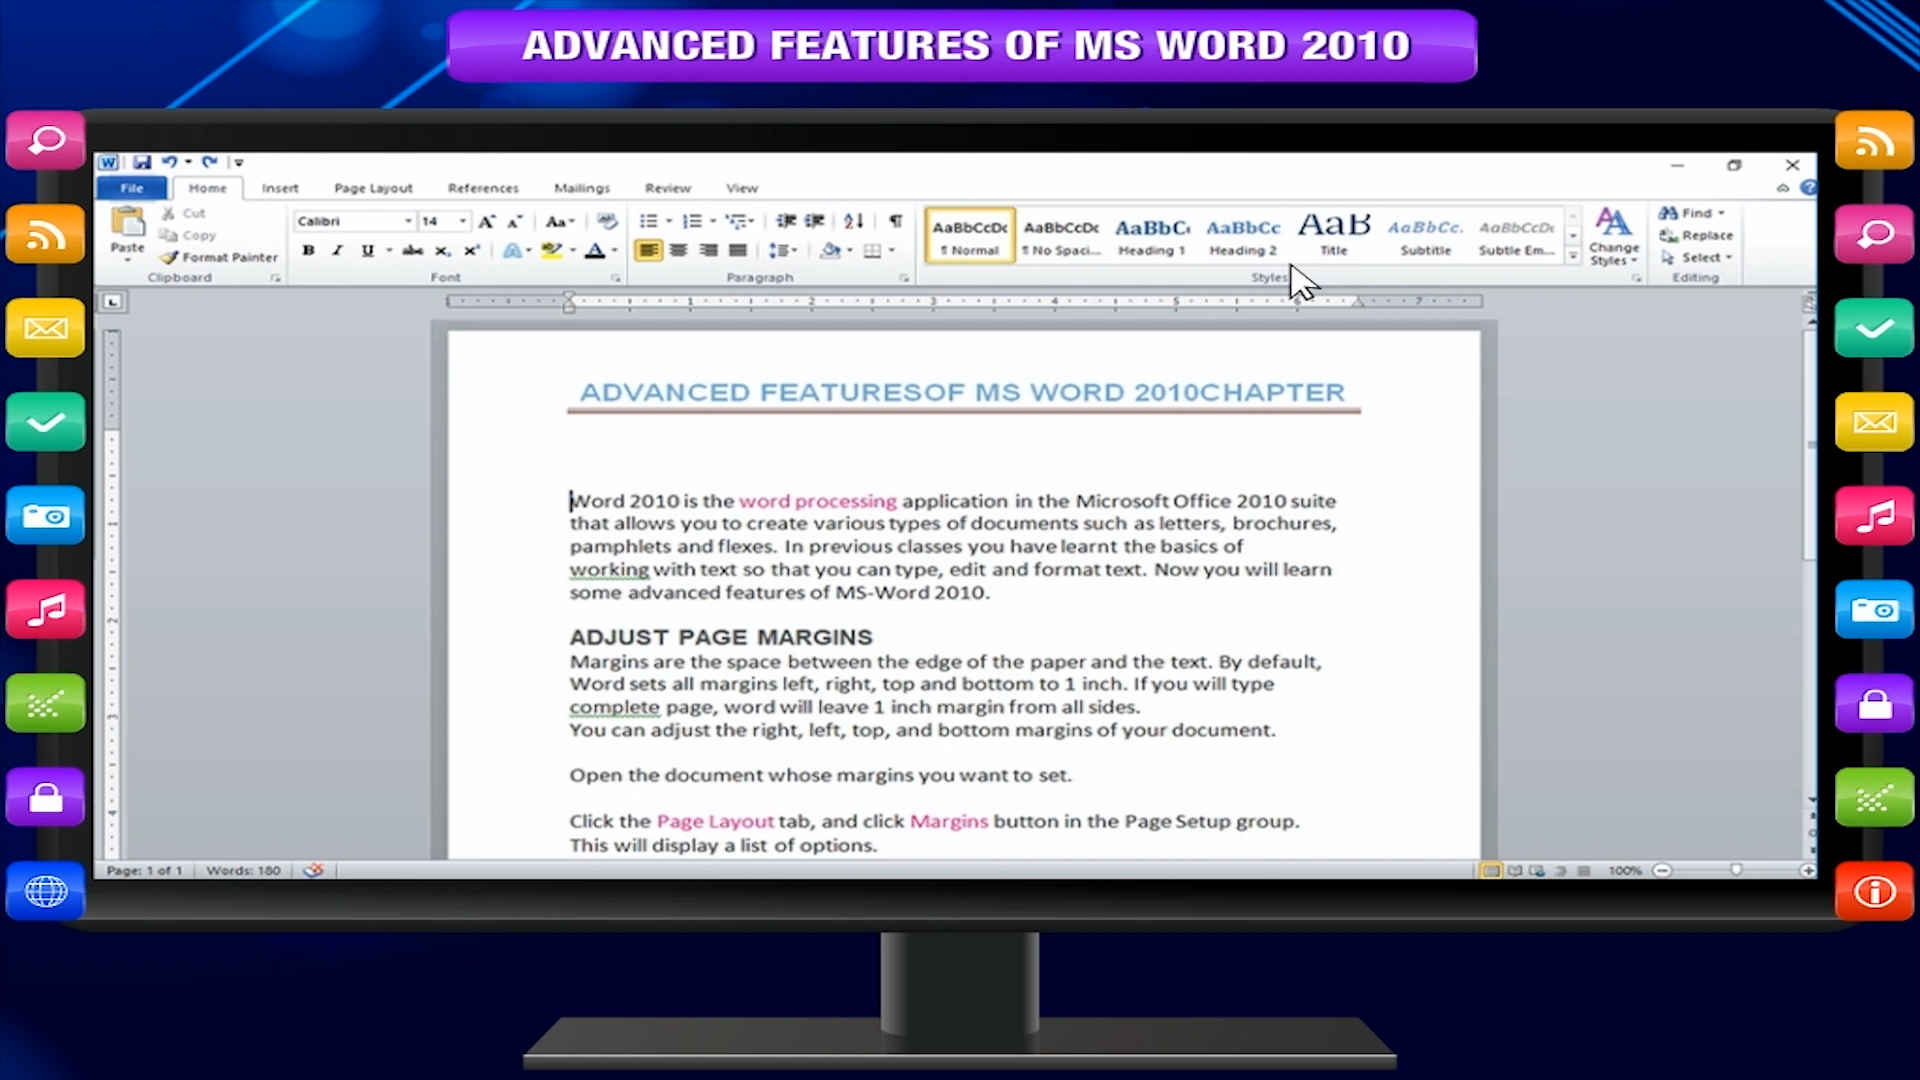 ADVANCED FEATURES OF MS WORD 2010
File Home Insert Page Layout References Mailings Review View
Paste
Cut
Copy
Format Painter
Clipboard
Calibri 14
Font
Paragraph
AaBbCcDc AaBbCcDc AaBbC AaBbCc AaB AaBbCc. AaBbCcDc
¶ Normal ¶ No Spaci... Heading 1 Heading 2 Title Subtitle Subtle Em...
Styles
Change
Styles
Find
Replace
Select
Editing
1 2 3 4 5 6 7
ADVANCED FEATURESOF MS WORD 2010CHAPTER
Word 2010 is the word processing application in the Microsoft Office 2010 suite
that allows you to create various types of documents such as letters, brochures,
pamphlets and flexes. In previous classes you have learnt the basics of
working with text so that you can type, edit and format text. Now you will learn
some advanced features of MS-Word 2010.
ADJUST PAGE MARGINS
Margins are the space between the edge of the paper and the text. By default,
Word sets all margins left, right, top and bottom to 1 inch. If you will type
complete page, word will leave 1 inch margin from all sides.
You can adjust the right, left, top, and bottom margins of your document.
Open the document whose margins you want to set.
Click the Page Layout tab, and click Margins button in the Page Setup group.
This will display a list of options.
Page: 1 of 1 Words: 180 100%